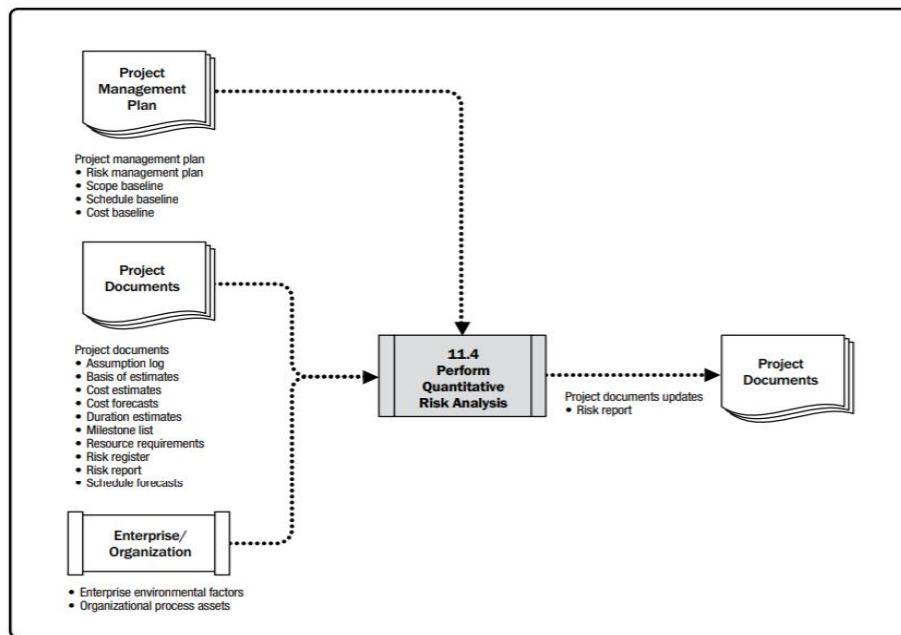 Project
Management
Plan
Project management plan
• Risk management plan
• Scope baseline
• Schedule baseline
• Cost baseline
Project
Documents
Project documents
• Assumption log
• Basis of estimates
• Cost estimates
• Cost forecasts
• Duration estimates
• Milestone list
• Resource requirements
• Risk register
• Risk report
• Schedule forecasts
Enterprise/
Organization
• Enterprise environmental factors
• Organizational process assets
11.4
Perform
Quantitative
Risk Analysis
Project documents updates
• Risk report
Project
Documents